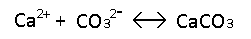 Ca²⁺ + CO₃²⁻ ⟷ CaCO₃